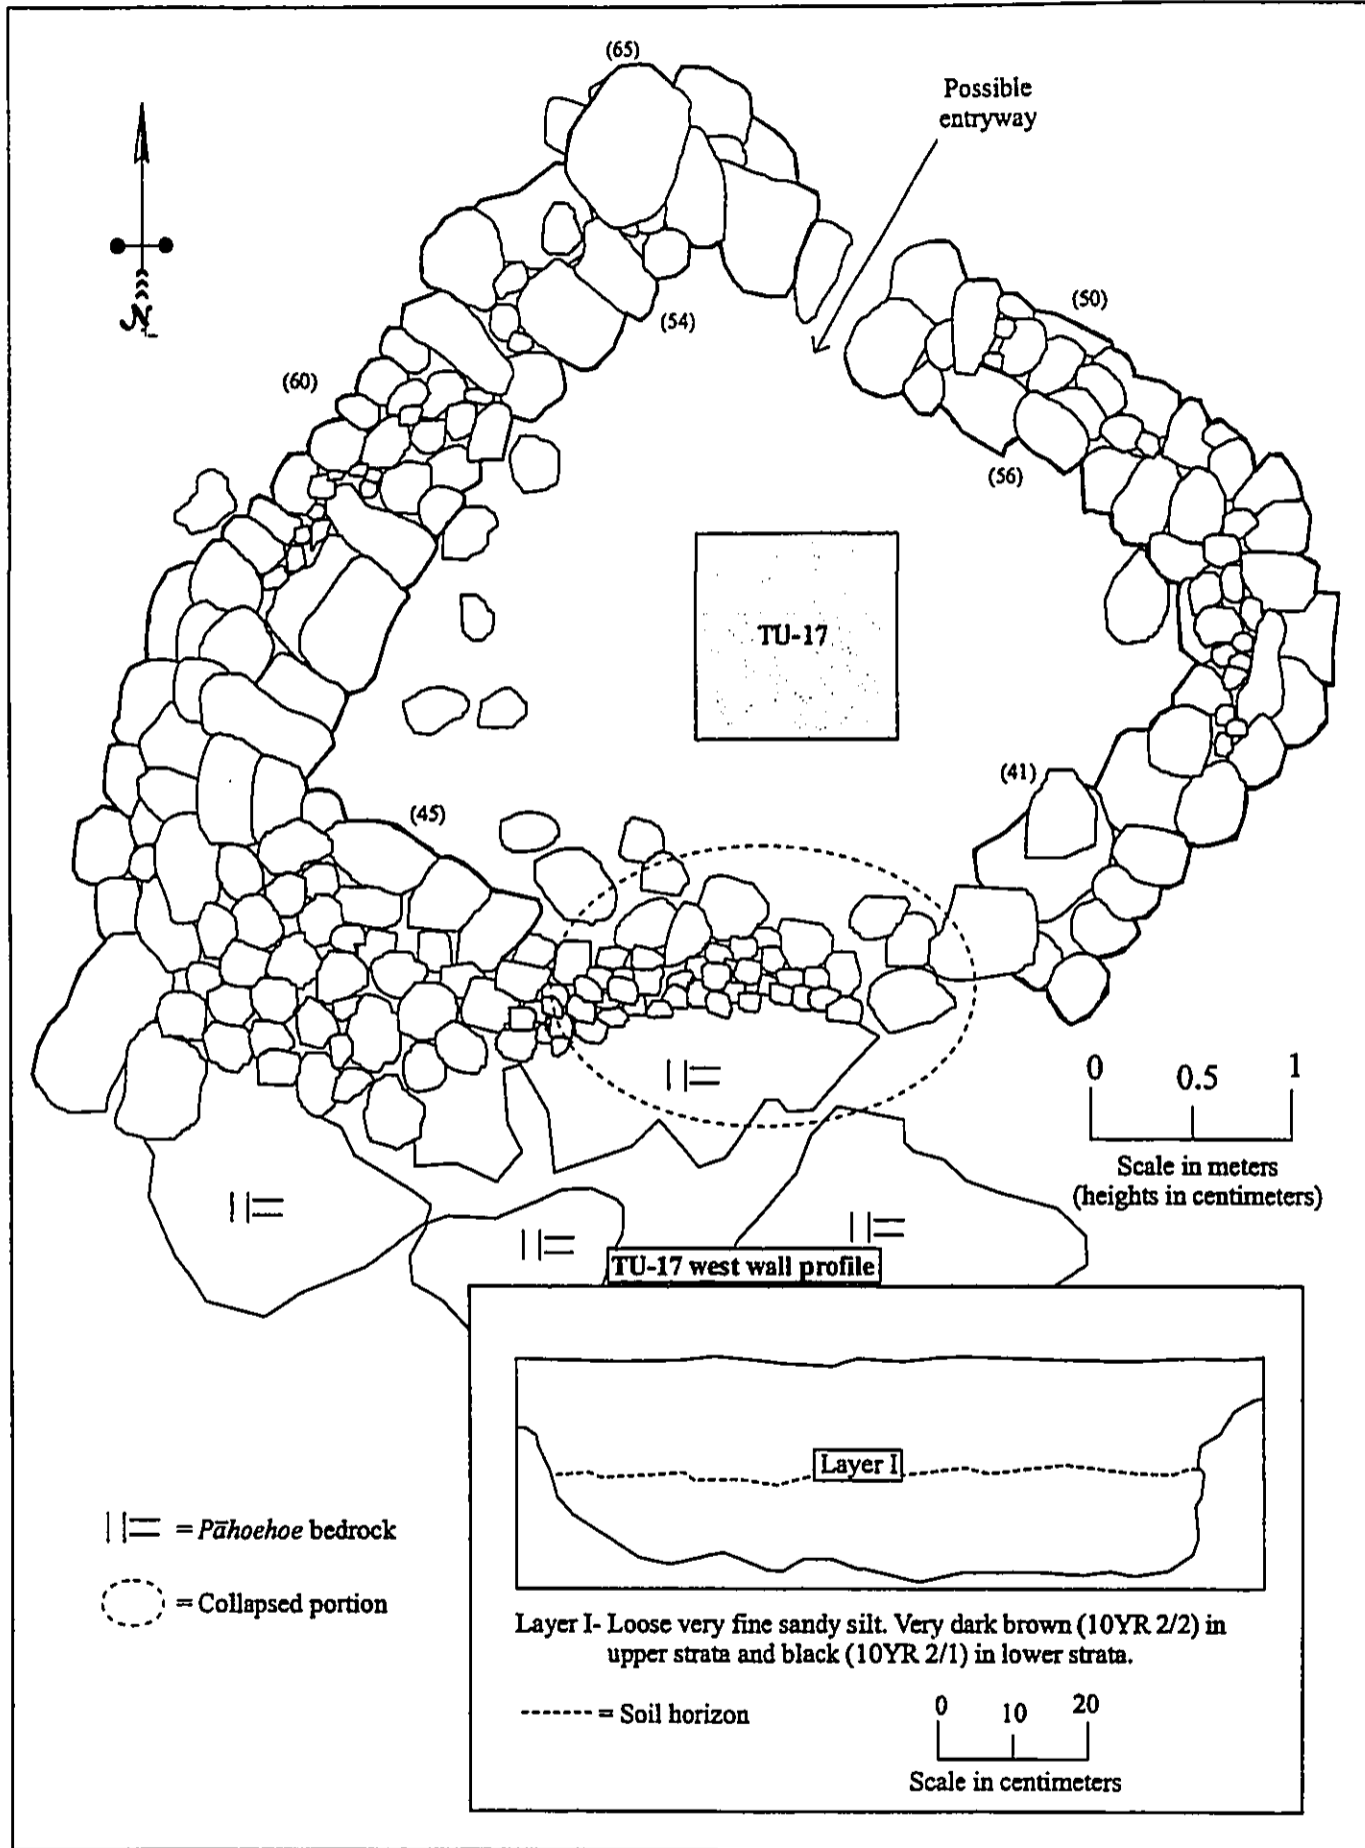 (65)
Possible
entryway
(50)
(54)
(60)
(56)
TU-17
(41)
(45)
0 0.5 1
Scale in meters
(heights in centimeters)
TU-17 west wall profile
Layer I
= Pāhoehoe bedrock
= Collapsed portion
Layer I- Loose very fine sandy silt. Very dark brown (10YR 2/2) in
upper strata and black (10YR 2/1) in lower strata.
= Soil horizon
0 10 20
Scale in centimeters